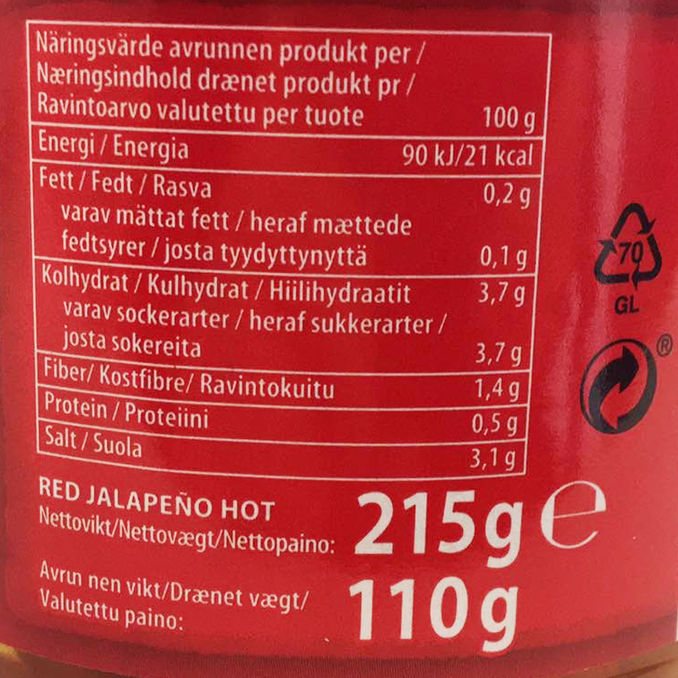 Näringsvärde avrunnen produkt per /
Næringsindhold drænet produkt pr /
Ravintoarvo valutettu per tuote 100 g
Energi / Energia 90 kJ/21 kcal
Fett / Fedt / Rasva 0,2 g
varav mättat fett / heraf mættede
fedtsyrer / josta tyydyttynyttä 0,1 g
Kolhydrat / Kulhydrat / Hiilihydraatit 3,7 g
varav sockerarter / heraf sukkerarter /
josta sokereita 3,7 g
Fiber/ Kostfibre/ Ravintokuitu 1,4 g
Protein / Proteiini 0,5 g
Salt / Suola 3,1 g
70
GL
®
RED JALAPEÑO HOT
Nettovikt/Nettovægt/Nettopaino: 215g e
Avrun nen vikt/Drænet vægt/
Valutettu paino: 110g